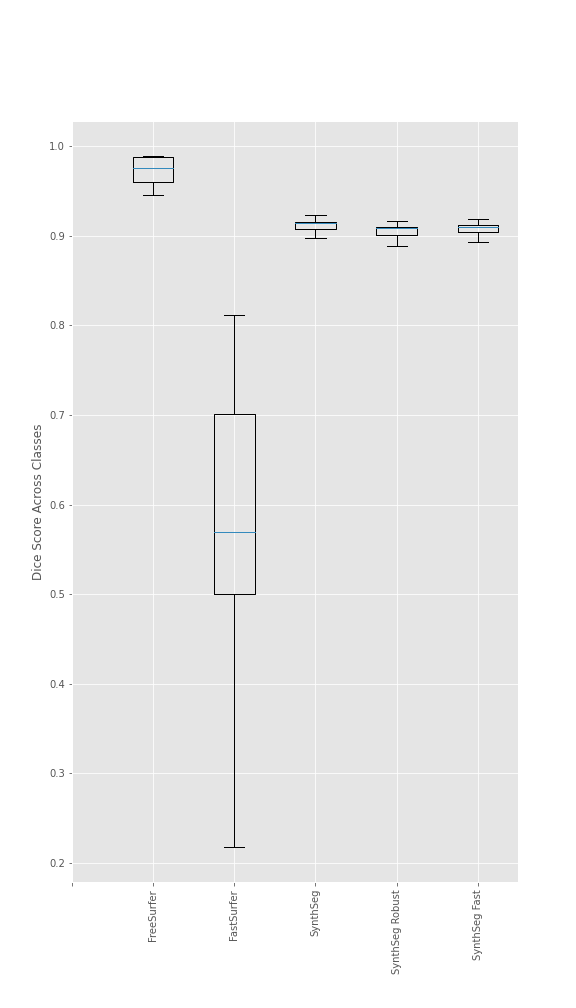 Dice Score Across Classes
1.0
0.9
0.8
0.7
0.6
0.5
0.4
0.3
0.2
FreeSurfer
FastSurfer
SynthSeg
SynthSeg Robust
SynthSeg Fast